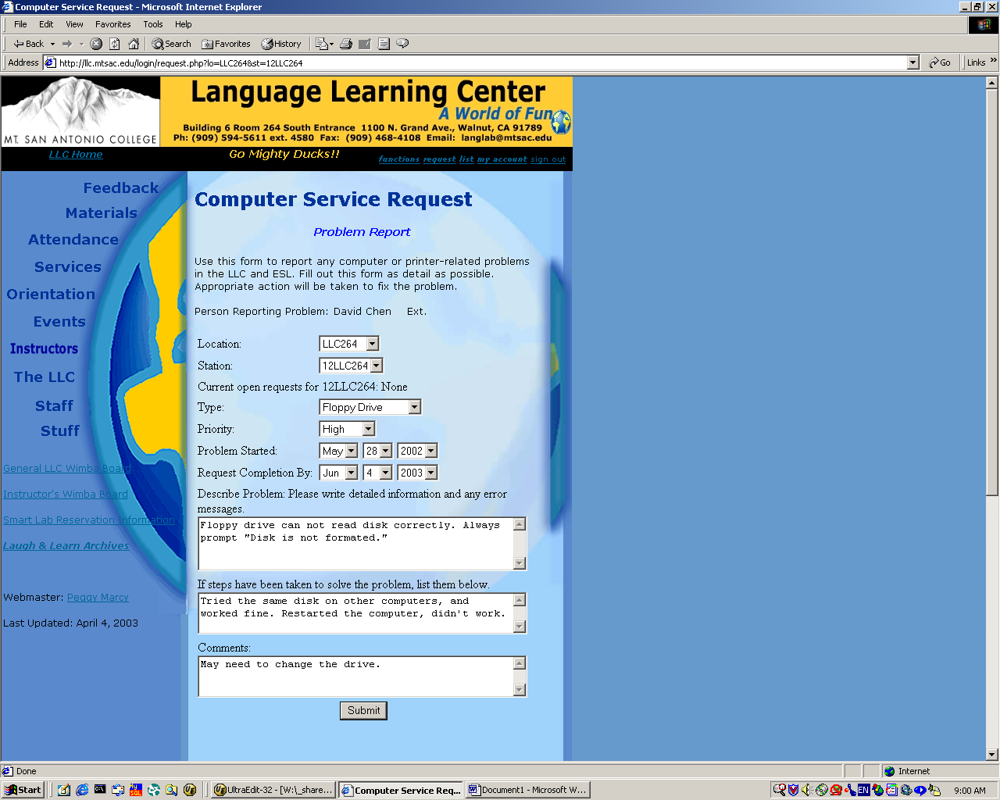 Computer Service Request - Microsoft Internet Explorer
File Edit View Favorites Tools Help
Back Search Favorites History
Address http://llc.mtsac.edu/login/request.php?lo=LLC264&st=12LLC264 Go Links »
Language Learning Center
A World of Fun
Building 6 Room 264 South Entrance 1100 N. Grand Ave., Walnut, CA 91789
MT. SAN ANTONIO COLLEGE
Ph: (909) 594-5611 ext. 4580 Fax: (909) 468-4108 Email: langlab@mtsac.edu
LLC Home Go Mighty Ducks!! functions request list my account sign out
Feedback
Materials
Attendance
Services
Orientation
Events
Instructors
The LLC
Staff
Stuff
General LLC Wimba Board
Instructor's Wimba Board
Smart Lab Reservation Information
Laugh & Learn Archives
Webmaster: Peggy Marcy
Last Updated: April 4, 2003
Computer Service Request
Problem Report
Use this form to report any computer or printer-related problems
in the LLC and ESL. Fill out this form as detail as possible.
Appropriate action will be taken to fix the problem.
Person Reporting Problem: David Chen Ext.
Location: LLC264
Station: 12LLC264
Current open requests for 12LLC264: None
Type: Floppy Drive
Priority: High
Problem Started: May 28 2002
Request Completion By: Jun 4 2003
Describe Problem: Please write detailed information and any error
messages.
Floppy drive can not read disk correctly. Always
prompt "Disk is not formated."
If steps have been taken to solve the problem, list them below.
Tried the same disk on other computers, and
worked fine. Restarted the computer, didn't work.
Comments:
May need to change the drive.
Submit
Done Internet
Start UltraEdit-32 - [W:\_share... Computer Service Req... Document1 - Microsoft W... EN 9:00 AM